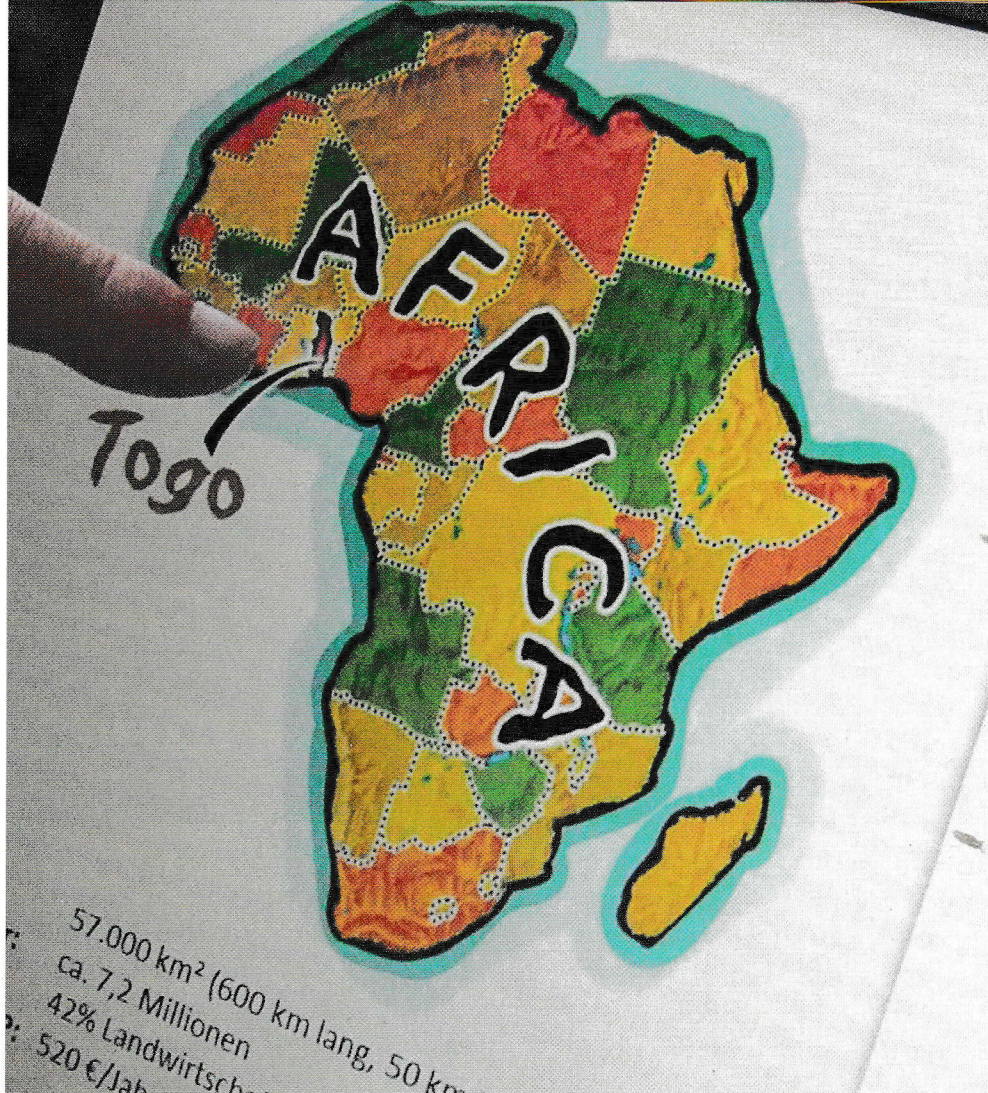 AFRICA
Togo
57.000 km² (600 km lang, 50 km
ca. 7,2 Millionen
42% Landwirtsch
520 €/Jah